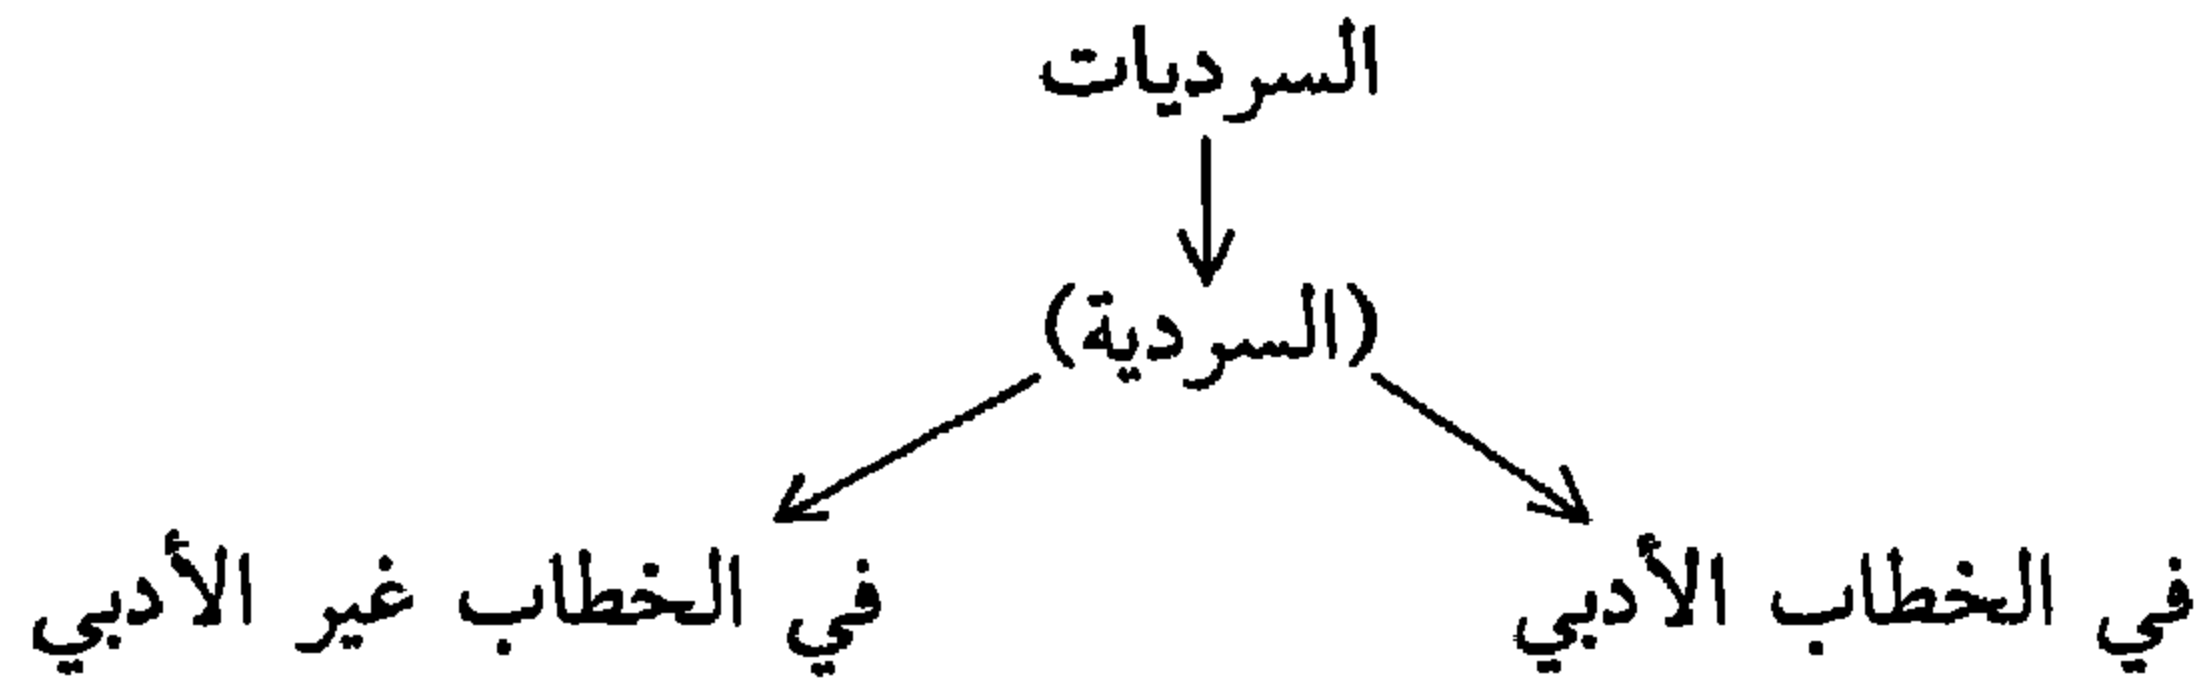 السرديات
(السردية)
في الخطاب الأدبي
في الخطاب غير الأدبي